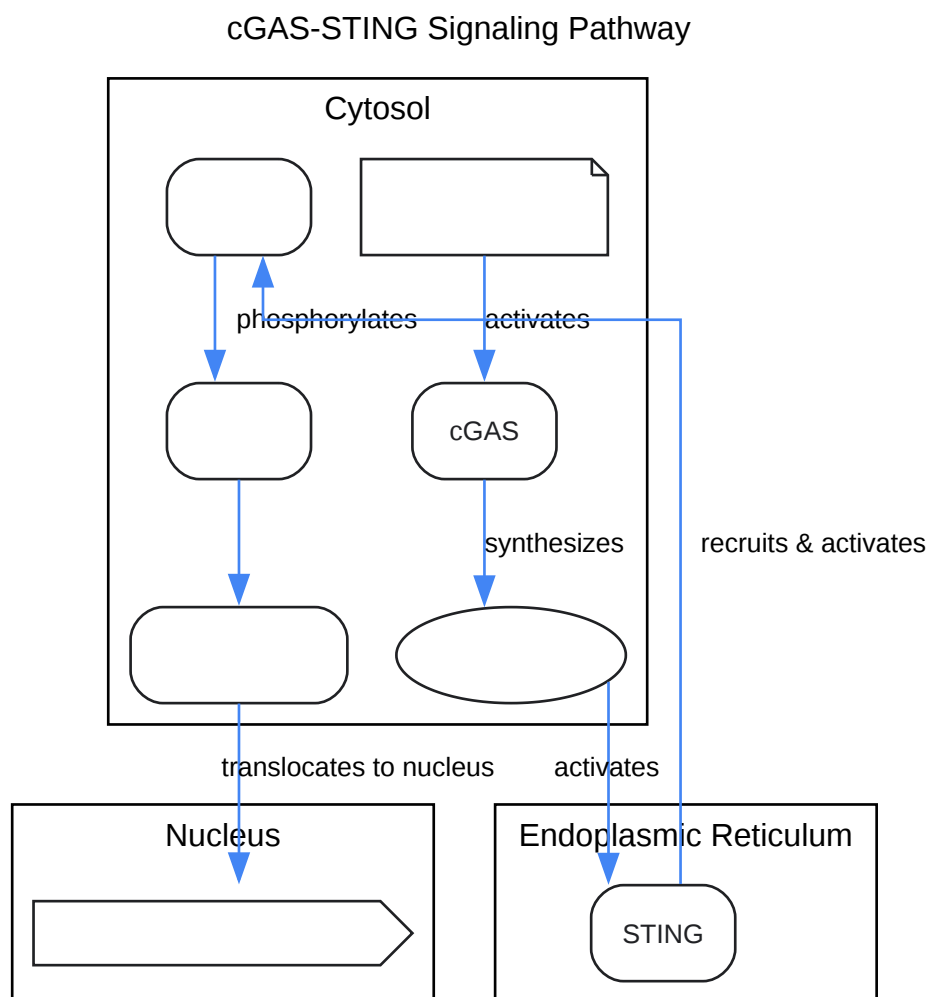 cGAS-STING Signaling Pathway
Cytosol
phosphorylates
activates
cGAS
synthesizes
recruits & activates
translocates to nucleus
activates
Nucleus
Endoplasmic Reticulum
STING